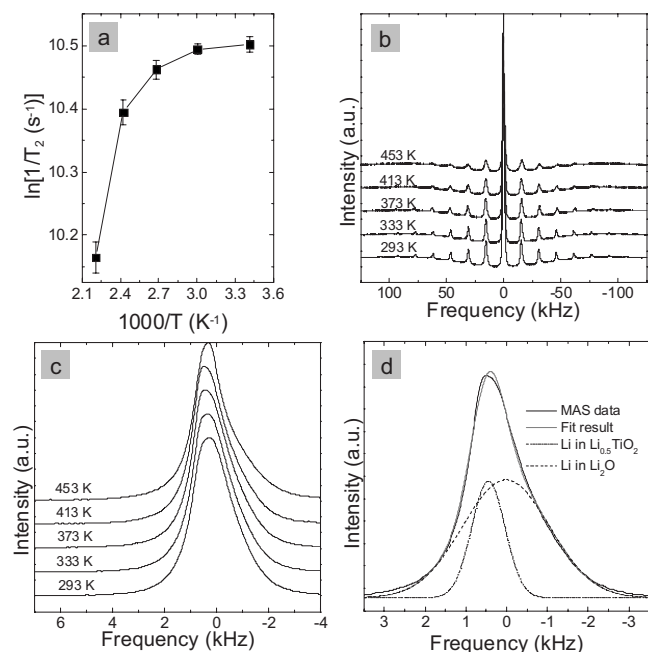 a
10.5
10.4
10.3
10.2
ln[1/T₂ (s⁻¹)]
2.1 2.4 2.7 3.0 3.3 3.6
1000/T (K⁻¹)
b
453 K
413 K
373 K
333 K
293 K
Intensity (a.u.)
100 50 0 -50 -100
Frequency (kHz)
c
453 K
413 K
373 K
333 K
293 K
Intensity (a.u.)
6 4 2 0 -2 -4
Frequency (kHz)
d
MAS data
Fit result
Li in Li₀.₅TiO₂
Li in Li₂O
Intensity (a.u.)
3 2 1 0 -1 -2 -3
Frequency (kHz)